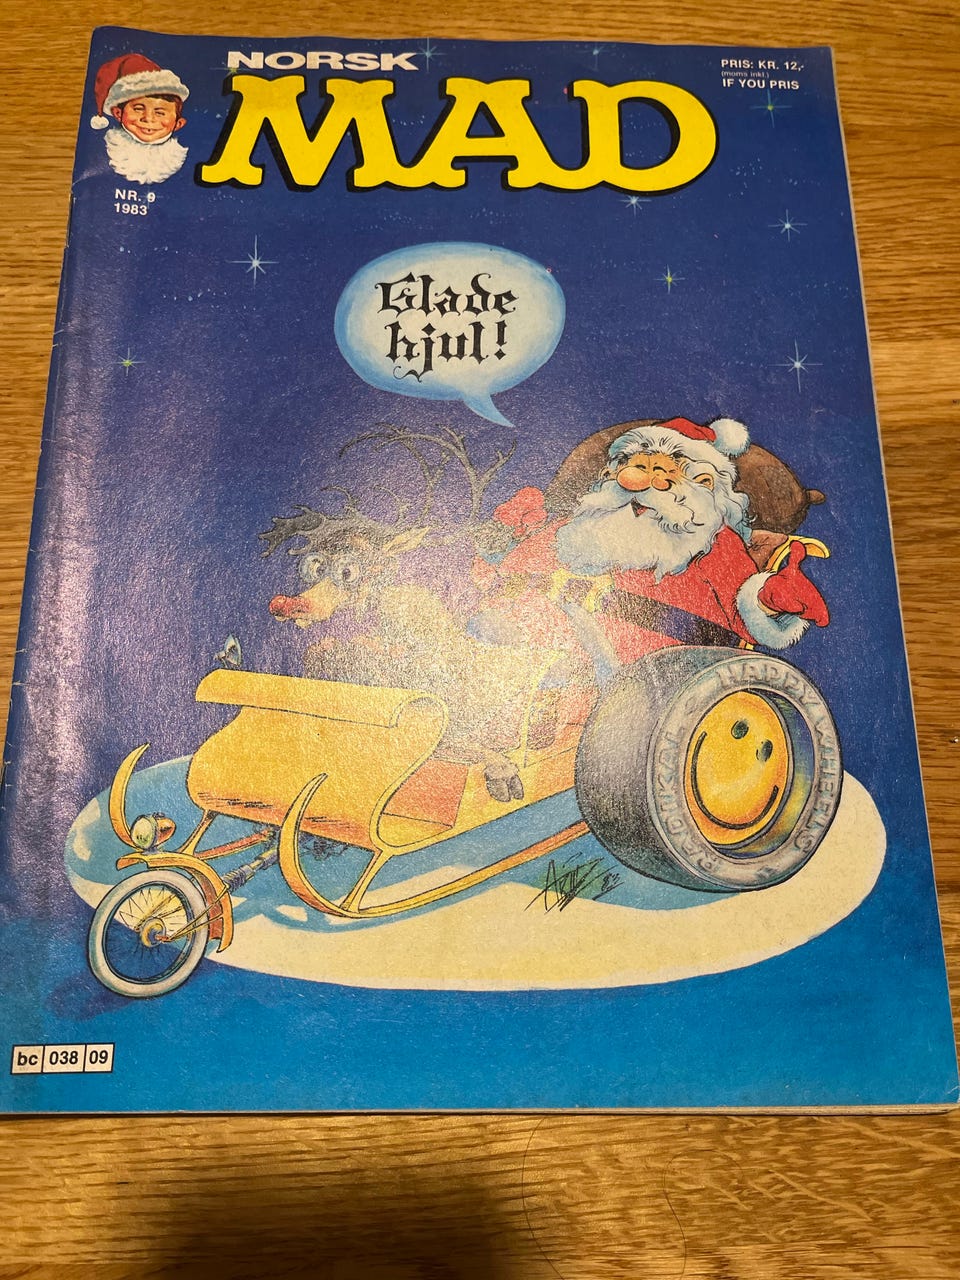 NORSK
MAD
PRIS: KR. 12,-
(moms inkl.)
IF YOU PRIS
NR. 9
1983
Glade
hjul!
HAPPY WHEELS
RADIKAL
83
bc 038 09